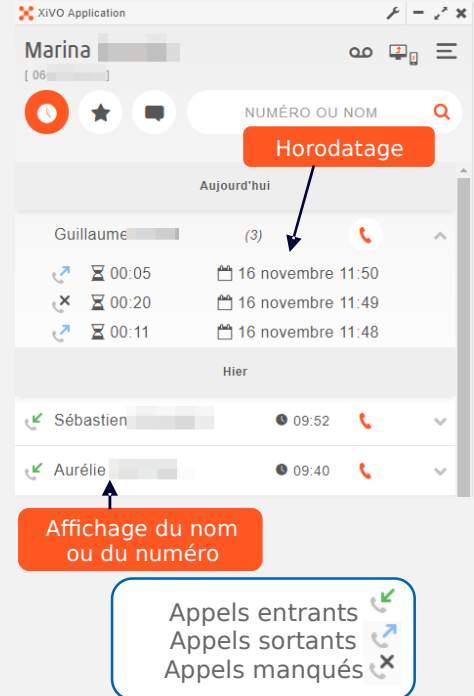 XiVO Application
Marina
[ 06 ]
NUMÉRO OU NOM
Horodatage
Aujourd'hui
Guillaume (3)
00:05 16 novembre 11:50
00:20 16 novembre 11:49
00:11 16 novembre 11:48
Hier
Sébastien 09:52
Aurélie 09:40
Affichage du nom
ou du numéro
Appels entrants
Appels sortants
Appels manqués